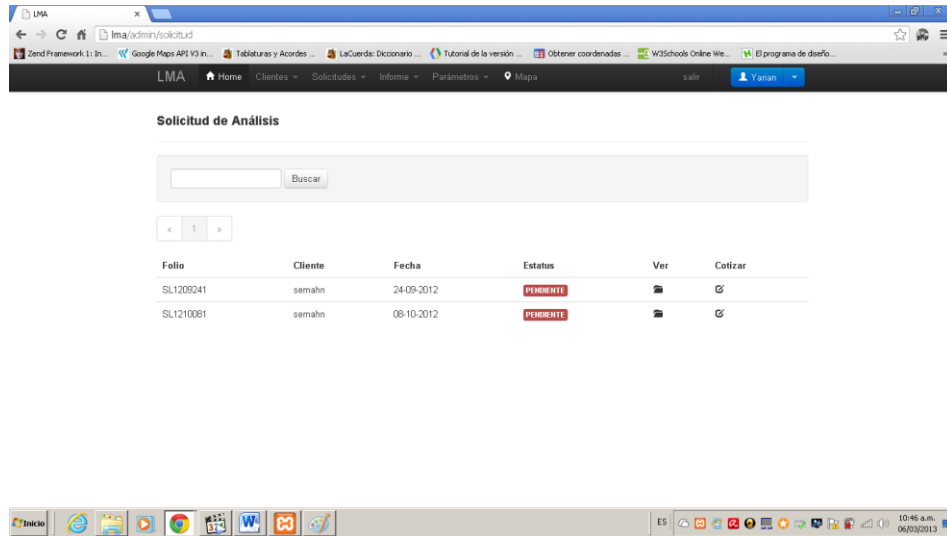 LMA
lma/admin/solicitud
Zend Framework 1: In... Google Maps API V3 in... Tablaturas y Acordes ... LaCuerda: Diccionario ... Tutorial de la versión ... Obtener coordenadas ... W3Schools Online We... El programa de diseño...
LMA Home Clientes Solicitudes Informe Parámetros Mapa salir Yarian
Solicitud de Análisis
Buscar
« 1 »
Folio Cliente Fecha Estatus Ver Cotizar
SL1209241 semahn 24-09-2012 PENDIENTE
SL1210081 semahn 08-10-2012 PENDIENTE
Inicio ES 10:46 a.m.
06/03/2013